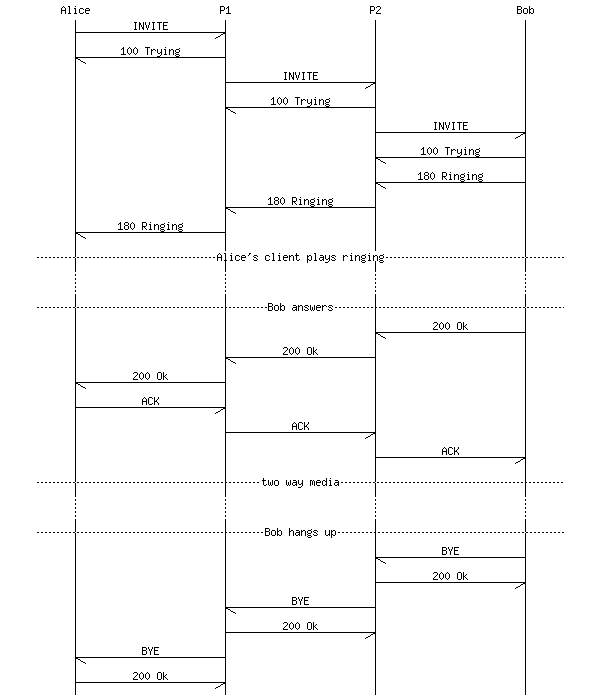 Alice P1 P2 Bob
INVITE
100 Trying
INVITE
100 Trying
INVITE
100 Trying
180 Ringing
180 Ringing
180 Ringing
Alice's client plays ringing
Bob answers
200 Ok
200 Ok
200 Ok
ACK
ACK
ACK
two way media
Bob hangs up
BYE
200 Ok
BYE
200 Ok
BYE
200 Ok